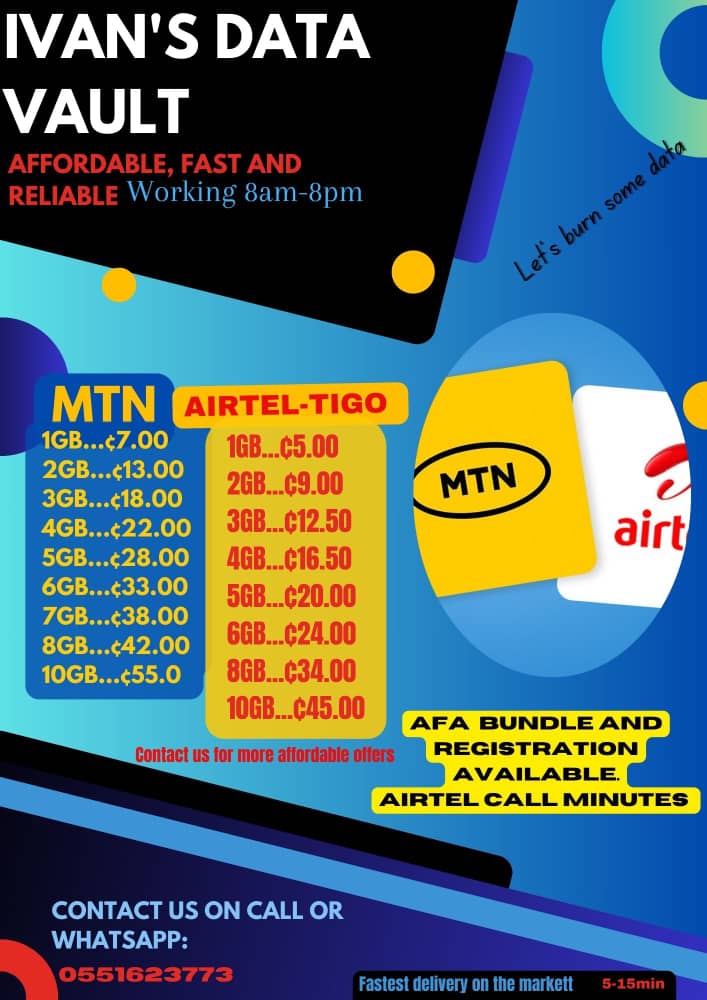 IVAN'S DATA
VAULT
AFFORDABLE, FAST AND
RELIABLE Working 8am-8pm
Let's burn some data
MTN
1GB...₵7.00
2GB...₵13.00
3GB...₵18.00
4GB...₵22.00
5GB...₵28.00
6GB...₵33.00
7GB...₵38.00
8GB...₵42.00
10GB...₵55.0
AIRTEL-TIGO
1GB...₵5.00
2GB...₵9.00
3GB...₵12.50
4GB...₵16.50
5GB...₵20.00
6GB...₵24.00
8GB...₵34.00
10GB...₵45.00
MTN
airt
Contact us for more affordable offers
AFA BUNDLE AND
REGISTRATION
AVAILABLE.
AIRTEL CALL MINUTES
CONTACT US ON CALL OR
WHATSAPP:
0551623773
Fastest delivery on the markett 5-15min